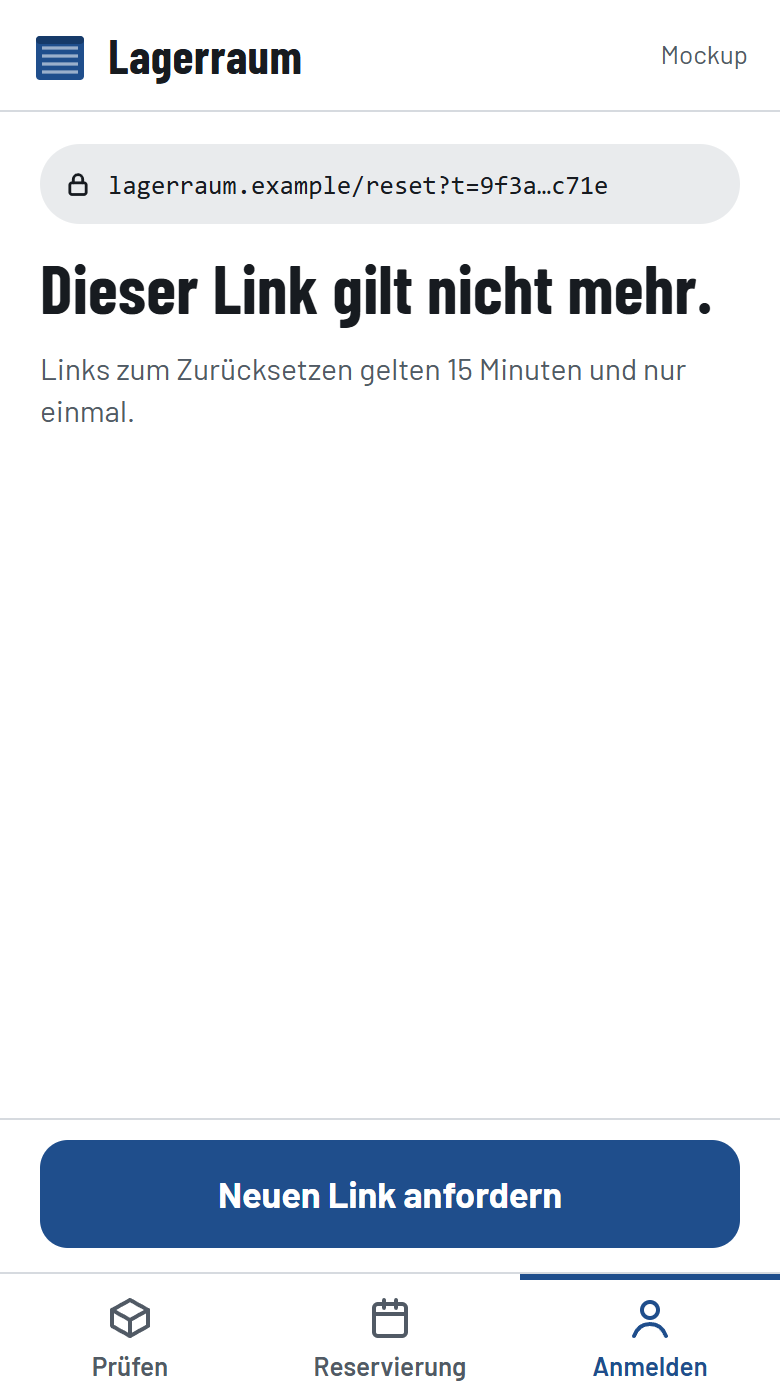 Lagerraum
Mockup
lagerraum.example/reset?t=9f3a…c71e
Dieser Link gilt nicht mehr.
Links zum Zurücksetzen gelten 15 Minuten und nur
einmal.
Neuen Link anfordern
Prüfen
Reservierung
Anmelden